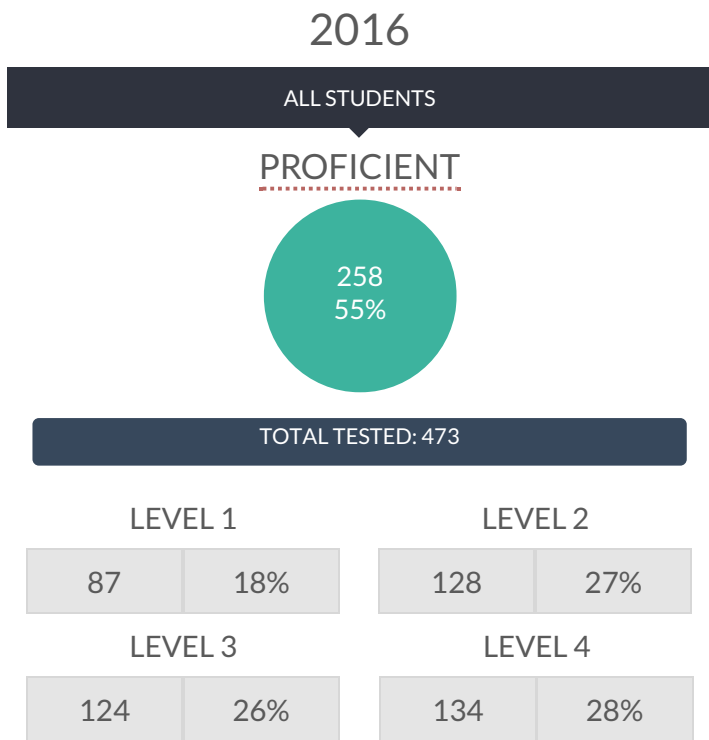 2016
ALL STUDENTS
PROFICIENT
258
55%
TOTAL TESTED: 473
LEVEL 1 LEVEL 2
87 18% 128 27%
LEVEL 3 LEVEL 4
124 26% 134 28%